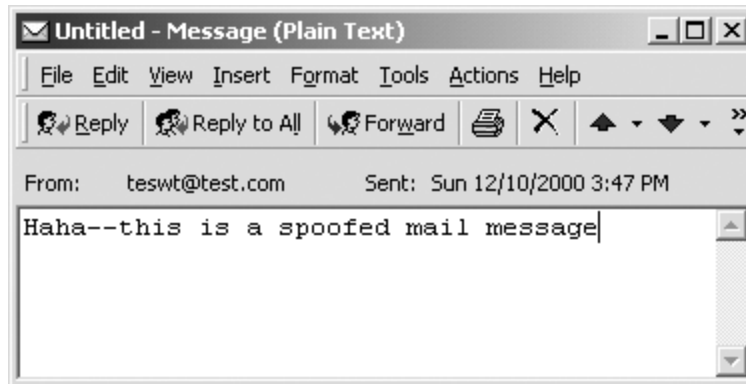 Untitled - Message (Plain Text)
File Edit View Insert Format Tools Actions Help
Reply Reply to All Forward
From: teswt@test.com Sent: Sun 12/10/2000 3:47 PM
Haha--this is a spoofed mail message